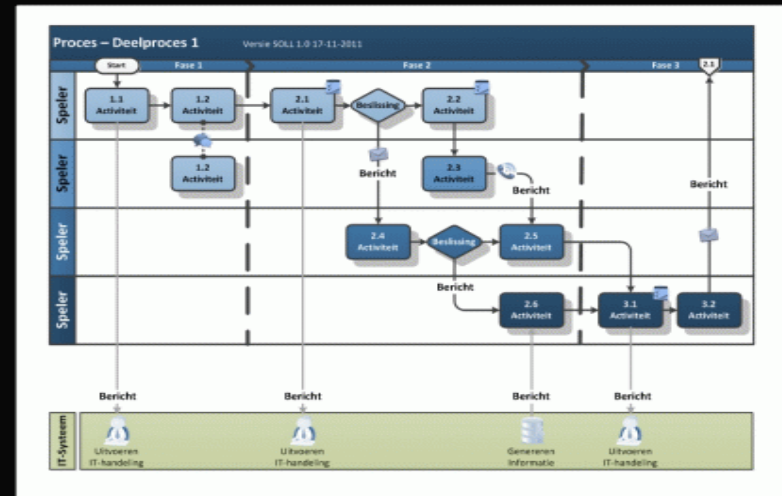 Proces – Deelproces 1
Versie SOLL 1.0 17-11-2011
Start
Fase 1
Fase 2
Fase 3
2.1
Speler
1.1
Activiteit
1.2
Activiteit
2.1
Activiteit
Beslissing
2.2
Activiteit
Speler
1.2
Activiteit
Bericht
2.3
Activiteit
Bericht
Bericht
Speler
2.4
Activiteit
Beslissing
2.5
Activiteit
Speler
Bericht
2.6
Activiteit
3.1
Activiteit
3.2
Activiteit
Bericht
Bericht
Bericht
Bericht
IT-Systeem
Uitvoeren
IT-handeling
Uitvoeren
IT-handeling
Genereren
Informatie
Uitvoeren
IT-handeling